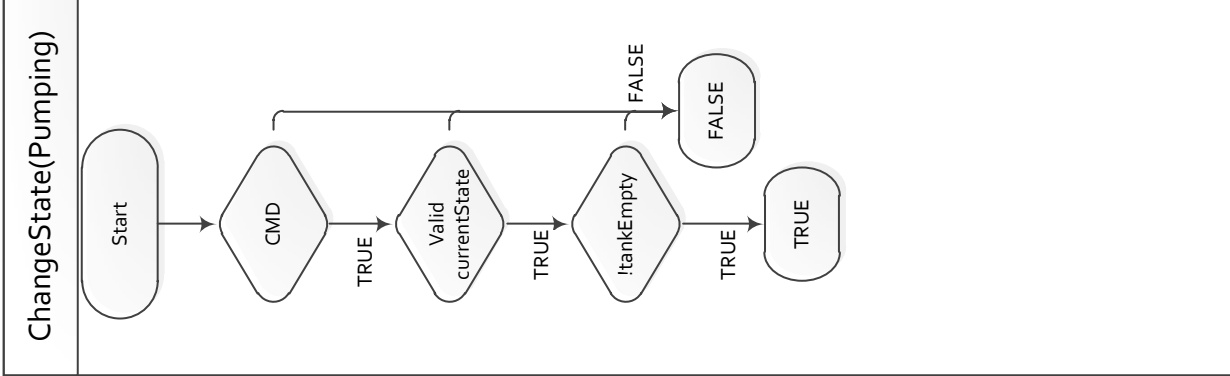 ChangeState(Pumping)
Start
CMD
TRUE
Valid
currentState
TRUE
!tankEmpty
FALSE
TRUE
FALSE
TRUE